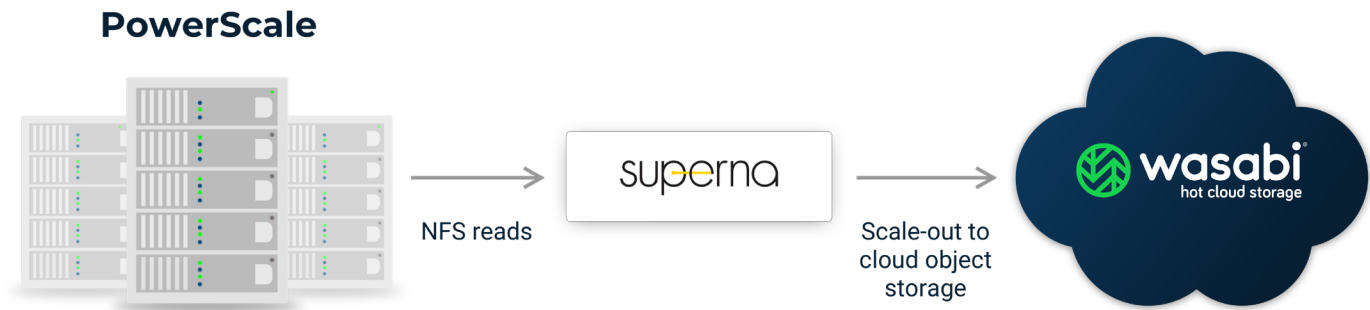 PowerScale
NFS reads
superna
Scale-out to
cloud object
storage
wasabi
hot cloud storage